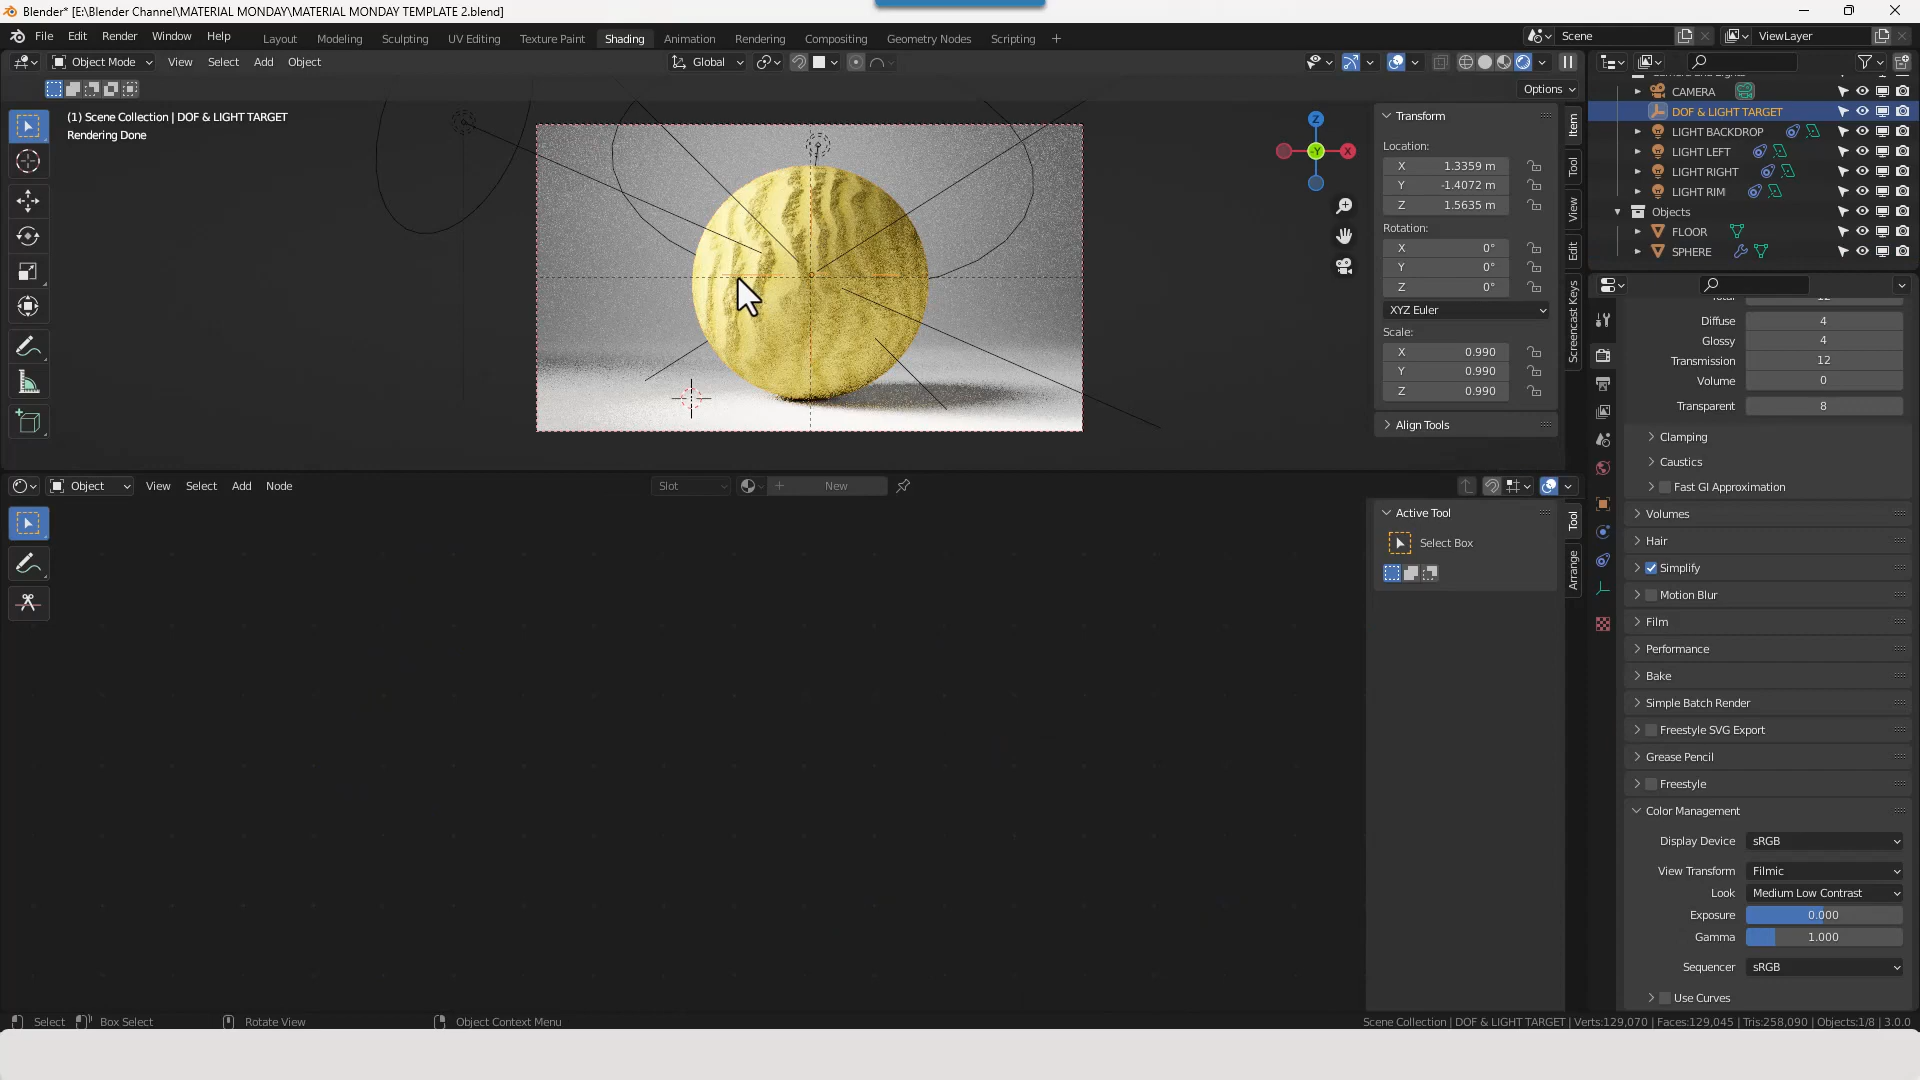 Blender* [E:\Blender Channel\MATERIAL MONDAY\MATERIAL MONDAY TEMPLATE 2.blend]
File Edit Render Window Help
Layout Modeling Sculpting UV Editing Texture Paint Shading Animation Rendering Compositing Geometry Nodes Scripting +
Scene
ViewLayer
Object Mode View Select Add Object
Global
Options
(1) Scene Collection | DOF & LIGHT TARGET
Rendering Done
Z
-Y
X
Transform
Location:
X 1.3359 m
Y -1.4072 m
Z 1.5635 m
Rotation:
X 0°
Y 0°
Z 0°
XYZ Euler
Scale:
X 0.990
Y 0.990
Z 0.990
Align Tools
Item
Tool
View
Edit
Screencast Keys
CAMERA
DOF & LIGHT TARGET
LIGHT BACKDROP
LIGHT LEFT
LIGHT RIGHT
LIGHT RIM
Objects
FLOOR
SPHERE
Diffuse 4
Glossy 4
Transmission 12
Volume 0
Transparent 8
Clamping
Caustics
Fast GI Approximation
Volumes
Hair
Simplify
Motion Blur
Film
Performance
Bake
Simple Batch Render
Freestyle SVG Export
Grease Pencil
Freestyle
Color Management
Display Device sRGB
View Transform Filmic
Look Medium Low Contrast
Exposure 0.000
Gamma 1.000
Sequencer sRGB
Use Curves
Object View Select Add Node
Slot
New
Active Tool
Select Box
Tool
Arrange
Select Box Select Rotate View Object Context Menu
Scene Collection | DOF & LIGHT TARGET | Verts:129,070 | Faces:129,045 | Tris:258,090 | Objects:1/8 | 3.0.0